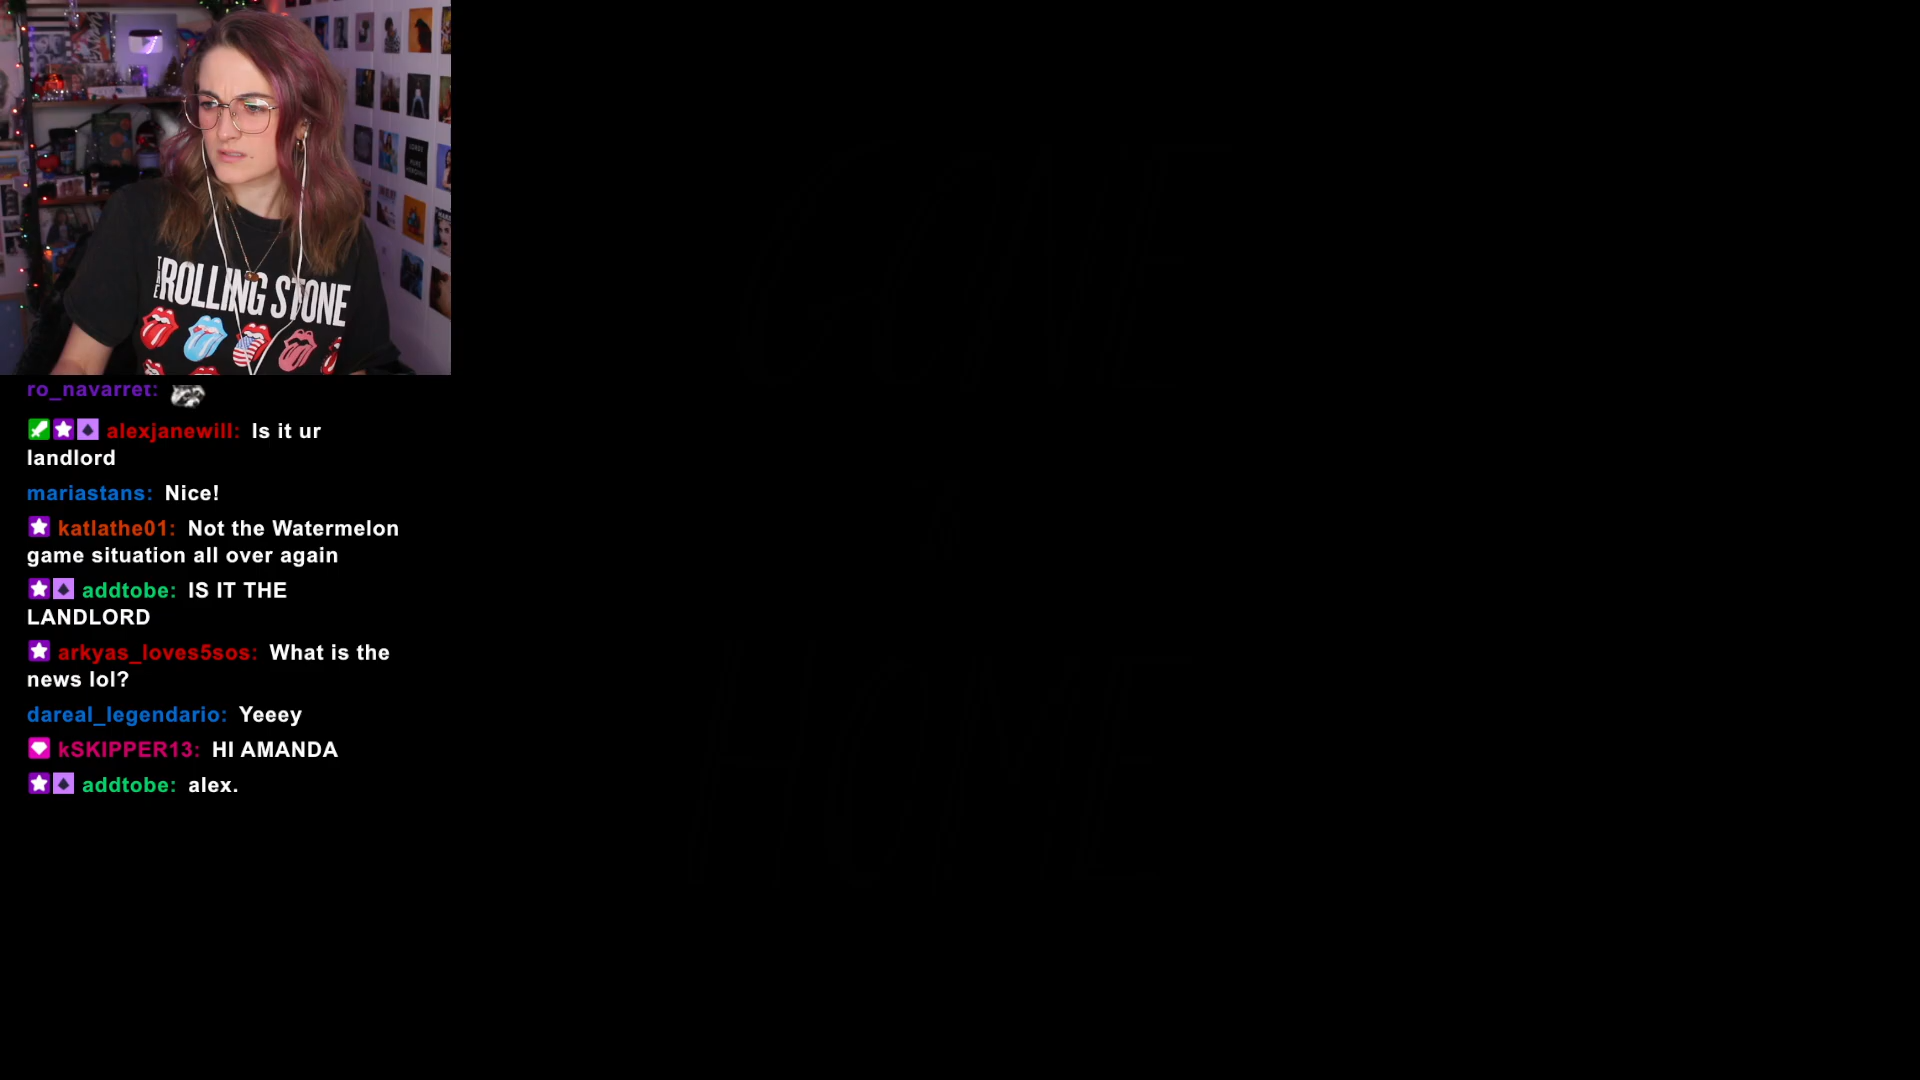 THE ROLLING STONE
ro_navarret:
alexjanewill: Is it ur
landlord
mariastans: Nice!
katlathe01: Not the Watermelon
game situation all over again
addtobe: IS IT THE
LANDLORD
arkyas_loves5sos: What is the
news lol?
dareal_legendario: Yeeey
kSKIPPER13: HI AMANDA
addtobe: alex.